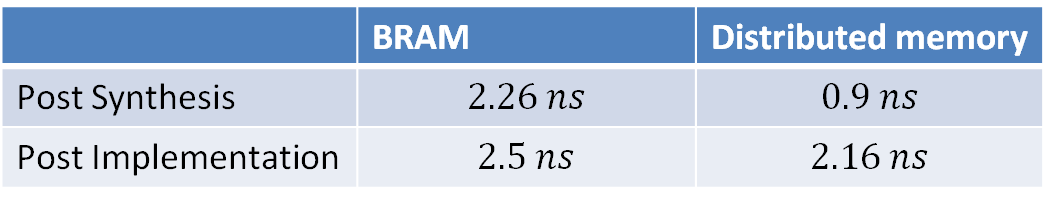 BRAM Distributed memory
Post Synthesis 2.26 ns 0.9 ns
Post Implementation 2.5 ns 2.16 ns